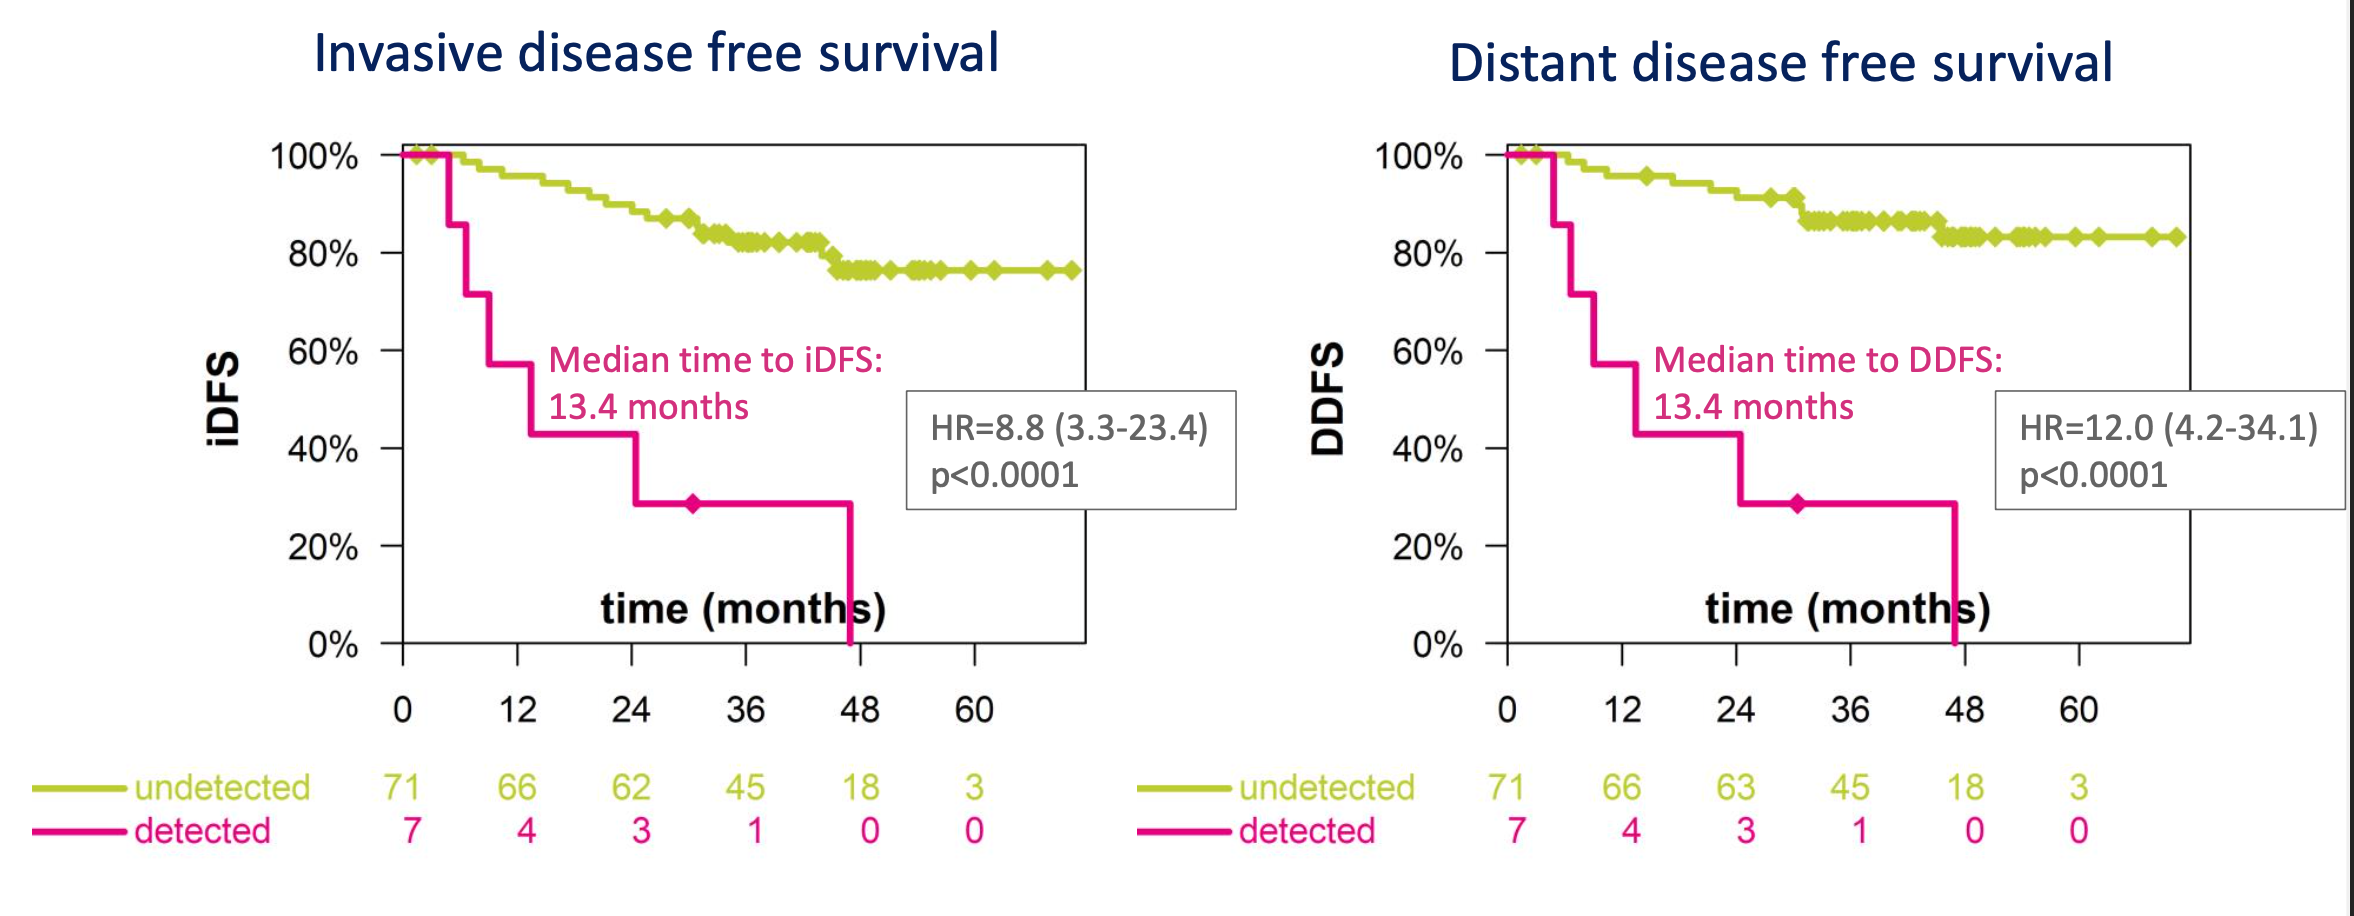 Invasive disease free survival
100%
80%
60%
40%
20%
0%
iDFS
Median time to iDFS:
13.4 months
HR=8.8 (3.3-23.4)
p<0.0001
time (months)
0 12 24 36 48 60
undetected 71 66 62 45 18 3
detected 7 4 3 1 0 0
Distant disease free survival
100%
80%
60%
40%
20%
0%
DDFS
Median time to DDFS:
13.4 months
HR=12.0 (4.2-34.1)
p<0.0001
time (months)
0 12 24 36 48 60
undetected 71 66 63 45 18 3
detected 7 4 3 1 0 0